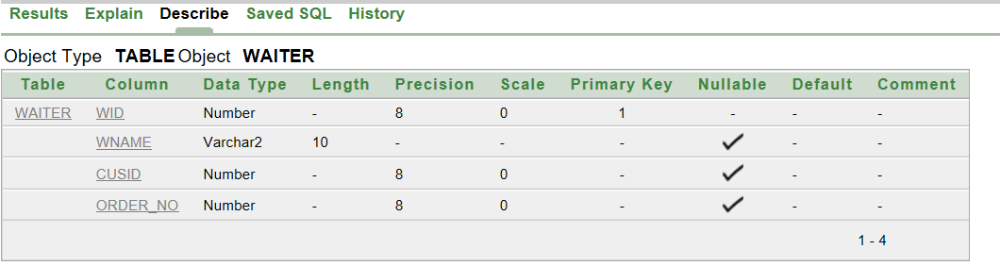 Results Explain Describe Saved SQL History
Object Type TABLE Object WAITER
Table Column Data Type Length Precision Scale Primary Key Nullable Default Comment
WAITER WID Number - 8 0 1 - - -
WNAME Varchar2 10 - - - ✓ - -
CUSID Number - 8 0 - ✓ - -
ORDER_NO Number - 8 0 - ✓ - -
1 - 4